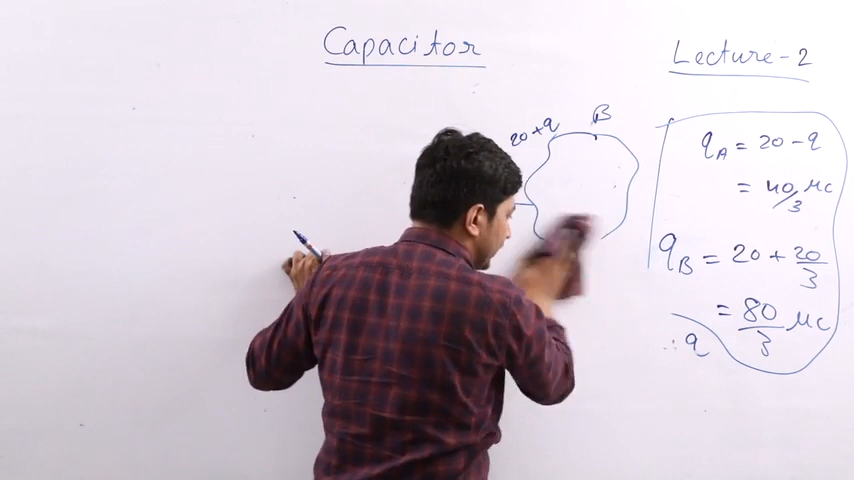 Capacitor
Lecture-2
20+q
B
qA = 20 - q
= 40/3 μc
qB = 20 + 20/3
= 80/3 μc
∴ q